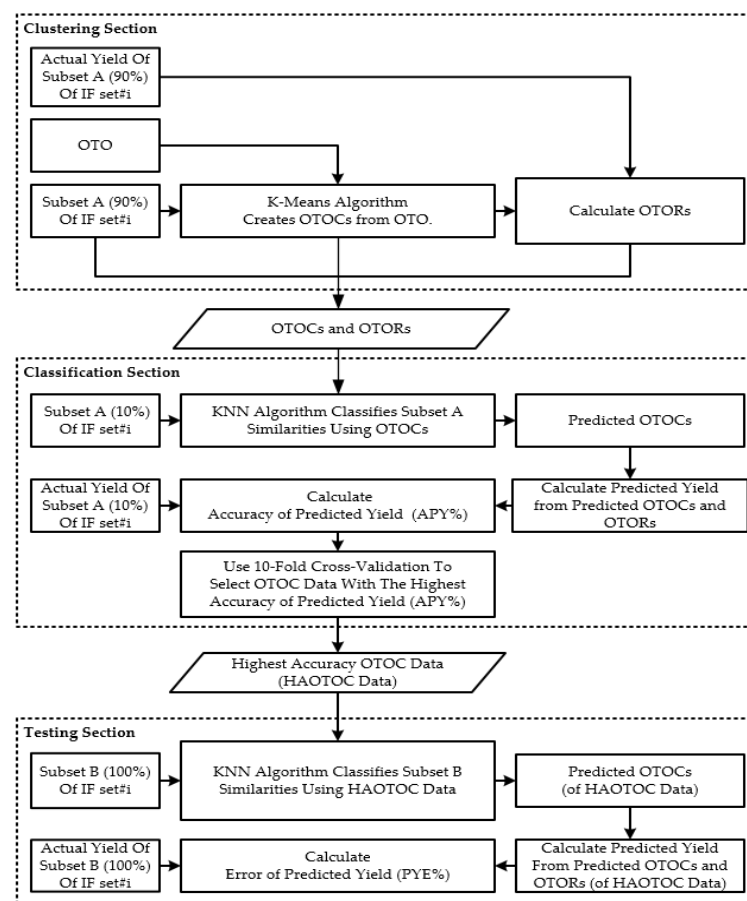 Clustering Section
Actual Yield Of
Subset A (90%)
Of IF set#i
OTO
Subset A (90%)
Of IF set#i
K-Means Algorithm
Creates OTOCs from OTO.
Calculate OTORs
OTOCs and OTORs
Classification Section
Subset A (10%)
Of IF set#i
KNN Algorithm Classifies Subset A
Similarities Using OTOCs
Predicted OTOCs
Actual Yield Of
Subset A (10%)
Of IF set#i
Calculate
Accuracy of Predicted Yield (APY%)
Calculate Predicted Yield
from Predicted OTOCs and
OTORs
Use 10-Fold Cross-Validation To
Select OTOC Data With The Highest
Accuracy of Predicted Yield (APY%)
Highest Accuracy OTOC Data
(HAOTOC Data)
Testing Section
Subset B (100%)
Of IF set#i
KNN Algorithm Classifies Subset B
Similarities Using HAOTOC Data
Predicted OTOCs
(of HAOTOC Data)
Actual Yield Of
Subset B (100%)
Of IF set#i
Calculate
Error of Predicted Yield (PYE%)
Calculate Predicted Yield
From Predicted OTOCs and
OTORs (of HAOTOC Data)